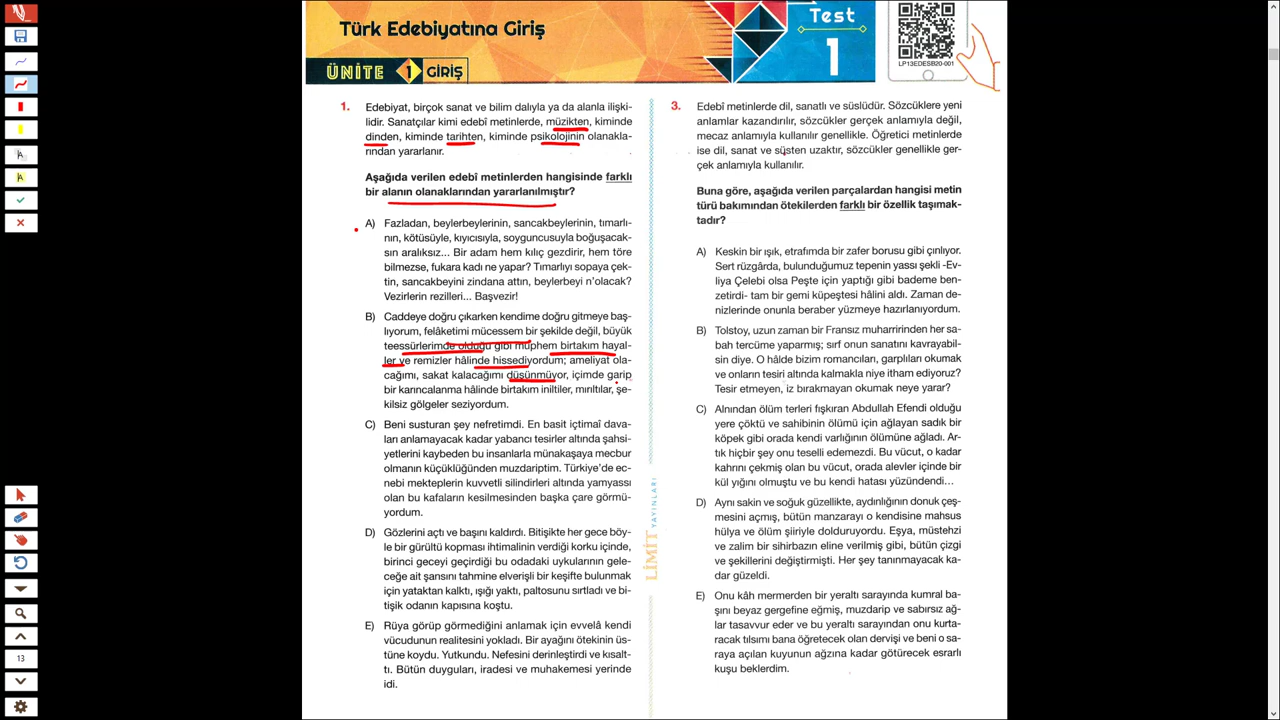 Türk Edebiyatına Giriş
Test
1
ÜNİTE 1 GİRİŞ
LP13EDESB20-001
1. Edebiyat, birçok sanat ve bilim dalıyla ya da alanla ilişki-
lidir. Sanatçılar kimi edebî metinlerde, müzikten, kiminde
dinden, kiminde tarihten, kiminde psikolojinin olanakla-
rından yararlanır.
Aşağıda verilen edebî metinlerden hangisinde farklı
bir alanın olanaklarından yararlanılmıştır?
A) Fazladan, beylerbeylerinin, sancakbeylerinin, tımarlı-
nın, kötüsüyle, kıyıcısıyla, soyguncusuyla boğuşacak-
sın aralıksız... Bir adam hem kılıç gezdirir, hem töre
bilmezse, fukara kadı ne yapar? Tımarlıyı sopaya çek-
tin, sancakbeyini zindana attın, beylerbeyi n'olacak?
Vezirlerin rezilleri... Başvezir!
B) Caddeye doğru çıkarken kendime doğru gitmeye baş-
lıyorum, felâketimi mücessem bir şekilde değil, büyük
teessürlerimde olduğu gibi müphem birtakım hayal-
ler ve remizler hâlinde hissediyordum; ameliyat ola-
cağımı, sakat kalacağımı düşünmüyor, içimde garip
bir karıncalanma hâlinde birtakım iniltiler, mırıltılar, şe-
kilsiz gölgeler seziyordum.
C) Beni susturan şey nefretimdi. En basit içtimaî dava-
ları anlamayacak kadar yabancı tesirler altında şahsi-
yetlerini kaybeden bu insanlarla münakaşaya mecbur
olmanın küçüklüğünden muzdariptim. Türkiye'de ec-
nebi mekteplerin kuvvetli silindirleri altında yamyassı
olan bu kafaların kesilmesinden başka çare görmü-
yordum.
D) Gözlerini açtı ve başını kaldırdı. Bitişikte her gece böy-
le bir gürültü kopması ihtimalinin verdiği korku içinde,
birinci geceyi geçirdiği bu odadaki uykularının gele-
ceğe ait şansını tahmine elverişli bir keşifte bulunmak
için yataktan kalktı, ışığı yaktı, paltosunu sırtladı ve bi-
tişik odanın kapısına koştu.
E) Rüya görüp görmediğini anlamak için evvelâ kendi
vücudunun realitesini yokladı. Bir ayağını ötekinin üs-
tüne koydu. Yutkundu. Nefesini derinleştirdi ve kısalt-
tı. Bütün duyguları, iradesi ve muhakemesi yerinde
idi.
LİMİT YAYINLARI
3. Edebî metinlerde dil, sanatlı ve süslüdür. Sözcüklere yeni
anlamlar kazandırılır, sözcükler gerçek anlamıyla değil,
mecaz anlamıyla kullanılır genellikle. Öğretici metinlerde
ise dil, sanat ve süsten uzaktır, sözcükler genellikle ger-
çek anlamıyla kullanılır.
Buna göre, aşağıda verilen parçalardan hangisi metin
türü bakımından ötekilerden farklı bir özellik taşımak-
tadır?
A) Keskin bir ışık, etrafımda bir zafer borusu gibi çınlıyor.
Sert rüzgârda, bulunduğumuz tepenin yassı şekli -Ev-
liya Çelebi olsa Peşte için yaptığı gibi bademe ben-
zetirdi- tam bir gemi küpeştesi hâlini aldı. Zaman de-
nizlerinde onunla beraber yüzmeye hazırlanıyordum.
B) Tolstoy, uzun zaman bir Fransız muharririnden her sa-
bah tercüme yaparmış; sırf onun sanatını kavrayabil-
sin diye. O hâlde bizim romancıları, garplıları okumak
ve onların tesiri altında kalmakla niye itham ediyoruz?
Tesir etmeyen, iz bırakmayan okumak neye yarar?
C) Alnından ölüm terleri fışkıran Abdullah Efendi olduğu
yere çöktü ve sahibinin ölümü için ağlayan sadık bir
köpek gibi orada kendi varlığının ölümüne ağladı. Ar-
tık hiçbir şey onu teselli edemezdi. Bu vücut, o kadar
kahrını çekmiş olan bu vücut, orada alevler içinde bir
kül yığını olmuştu ve bu kendi hatası yüzündendi...
D) Aynı sakin ve soğuk güzellikte, aydınlığının donuk çeş-
mesini açmış, bütün manzarayı o kendisine mahsus
hülya ve ölüm şiiriyle dolduruyordu. Eşya, müstehzi
ve zalim bir sihirbazın eline verilmiş gibi, bütün çizgi
ve şekillerini değiştirmişti. Her şey tanınmayacak ka-
dar güzeldi.
E) Onu kâh mermerden bir yeraltı sarayında kumral ba-
şını beyaz gergefine eğmiş, muzdarip ve sabırsız ağ-
lar tasavvur eder ve bu yeraltı sarayından onu kurta-
racak tılsımı bana öğretecek olan dervişi ve beni o sa-
raya açılan kuyunun ağzına kadar götürecek esrarlı
kuşu beklerdim.
A
A
13